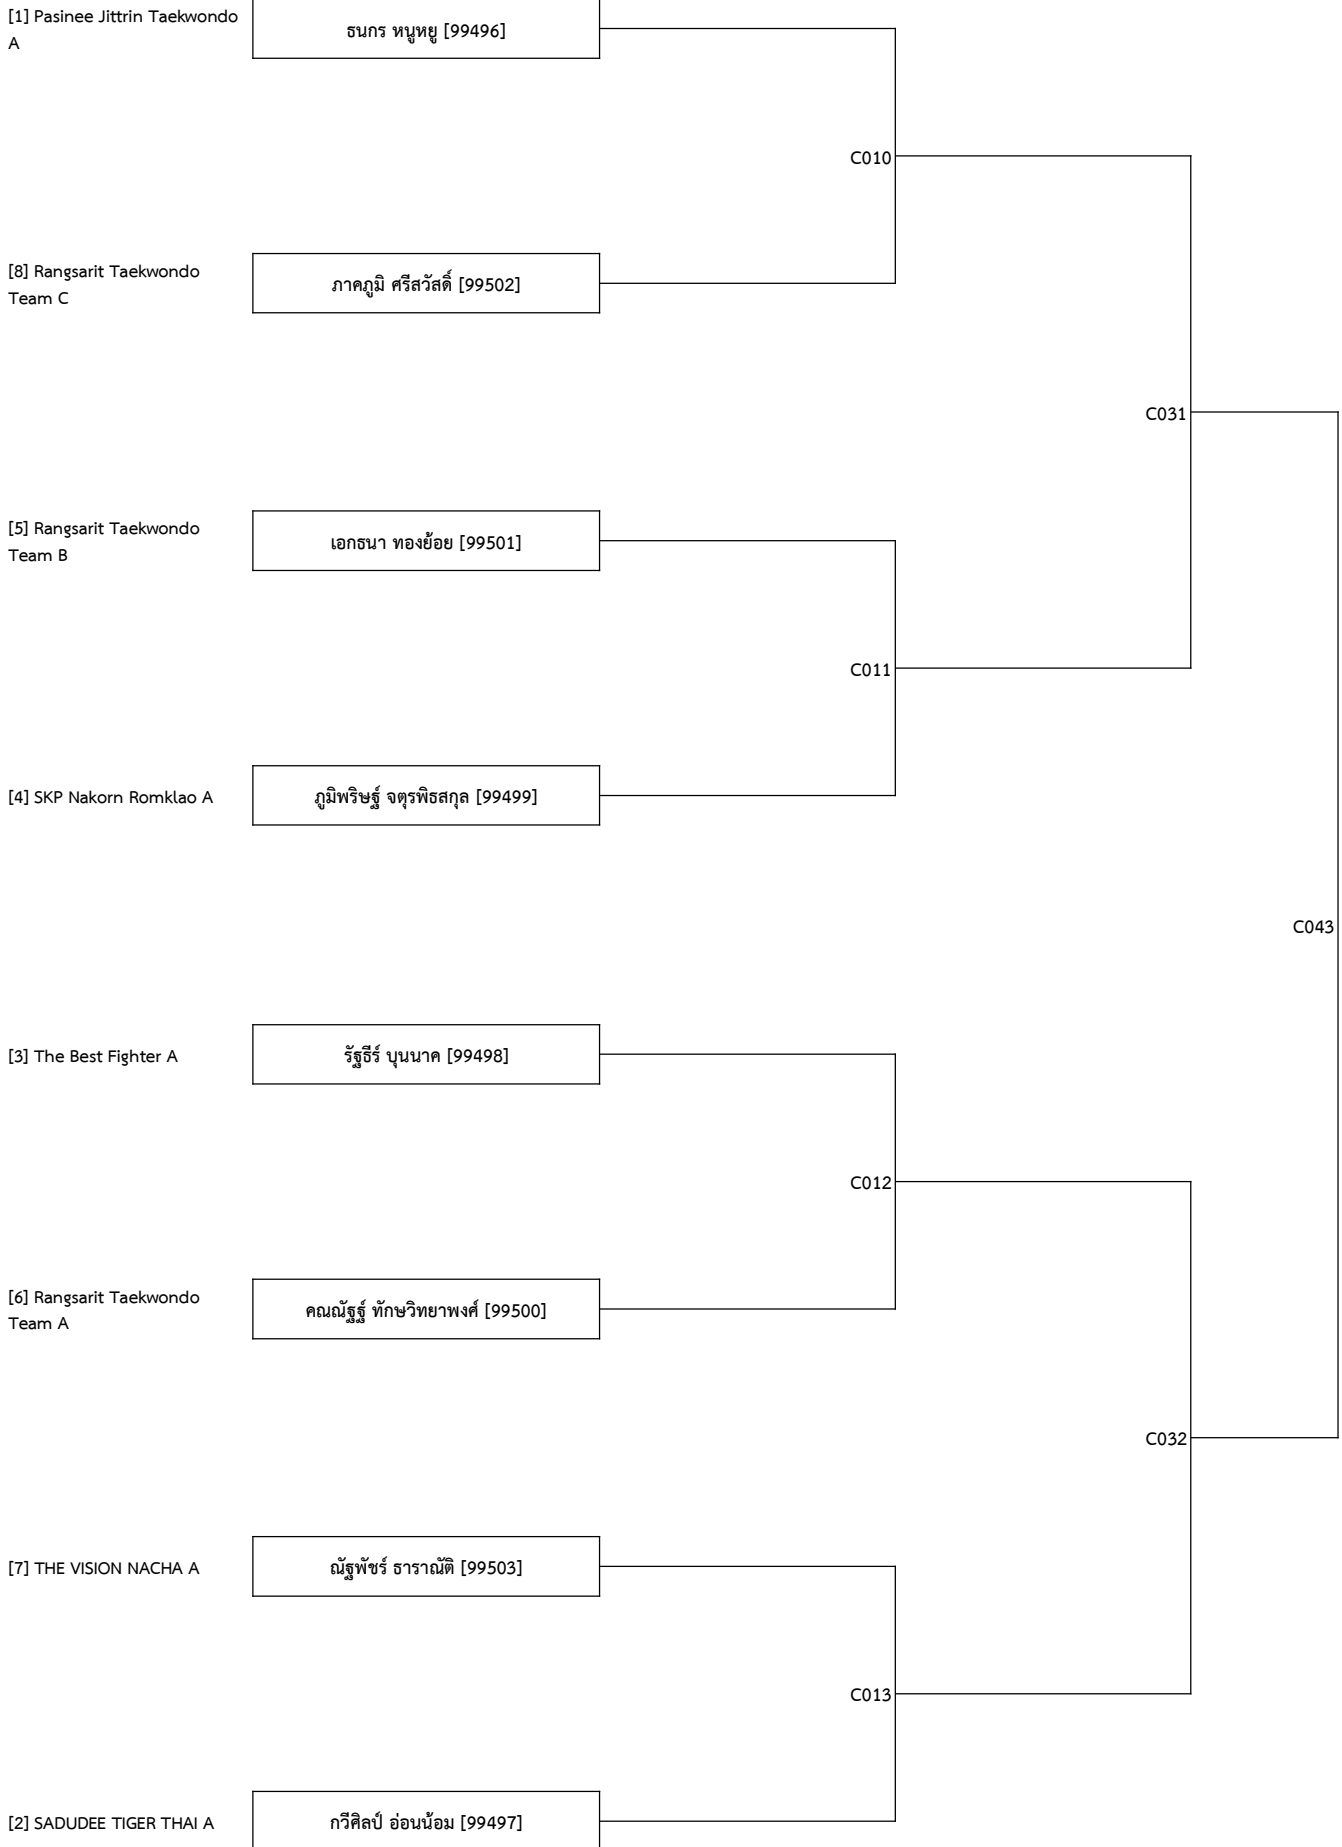 [1] Pasinee Jittrin Taekwondo
A
ธนกร หนูหยู [99496]
C010
[8] Rangsarit Taekwondo
Team C
ภาคภูมิ ศรีสวัสดิ์ [99502]
C031
[5] Rangsarit Taekwondo
Team B
เอกธนา ทองย้อย [99501]
C011
[4] SKP Nakorn Romklao A
ภูมิพริษฐ์ จตุรพิธสกุล [99499]
C043
[3] The Best Fighter A
รัฐธีร์ บุนนาค [99498]
C012
[6] Rangsarit Taekwondo
Team A
คณณัฐฐ์ ทักษวิทยาพงศ์ [99500]
C032
[7] THE VISION NACHA A
ณัฐพัชร์ ธาราณัติ [99503]
C013
[2] SADUDEE TIGER THAI A
กวีศิลป์ อ่อนน้อม [99497]